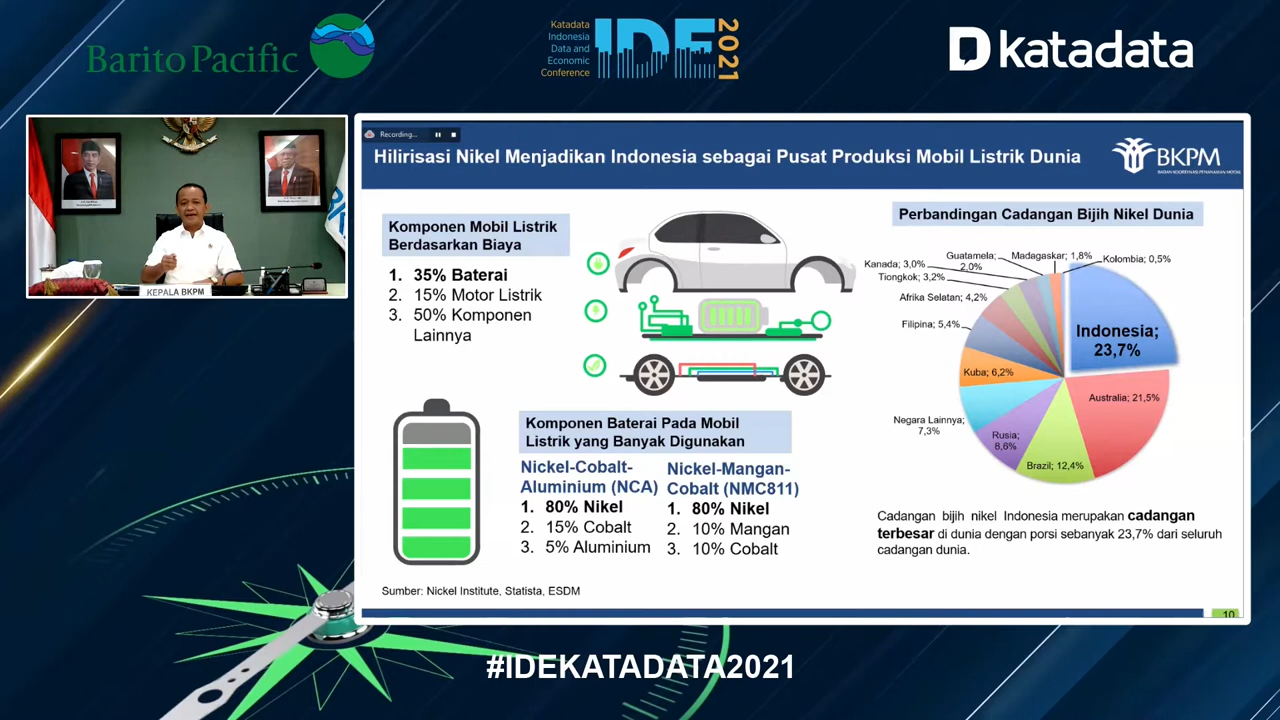 Barito Pacific
Katadata
Indonesia
Data and
Economic
Conference
IDE
2021
katadata
Recording...
Hilirisasi Nikel Menjadikan Indonesia sebagai Pusat Produksi Mobil Listrik Dunia
BKPM
BADAN KOORDINASI PENANAMAN MODAL
KEPALA BKPM
Komponen Mobil Listrik
Berdasarkan Biaya
1. 35% Baterai
2. 15% Motor Listrik
3. 50% Komponen
Lainnya
Komponen Baterai Pada Mobil
Listrik yang Banyak Digunakan
Nickel-Cobalt-
Aluminium (NCA)
1. 80% Nikel
2. 15% Cobalt
3. 5% Aluminium
Nickel-Mangan-
Cobalt (NMC811)
1. 80% Nikel
2. 10% Mangan
3. 10% Cobalt
Sumber: Nickel Institute, Statista, ESDM
Perbandingan Cadangan Bijih Nikel Dunia
Guatamela;
2,0%
Madagaskar; 1,8%
Kolombia; 0,5%
Kanada; 3,0%
Tiongkok; 3,2%
Afrika Selatan; 4,2%
Filipina; 5,4%
Kuba; 6,2%
Negara Lainnya;
7,3%
Rusia;
8,6%
Brazil; 12,4%
Australia; 21,5%
Indonesia;
23,7%
Cadangan bijih nikel Indonesia merupakan cadangan
terbesar di dunia dengan porsi sebanyak 23,7% dari seluruh
cadangan dunia.
10
#IDEKATADATA2021